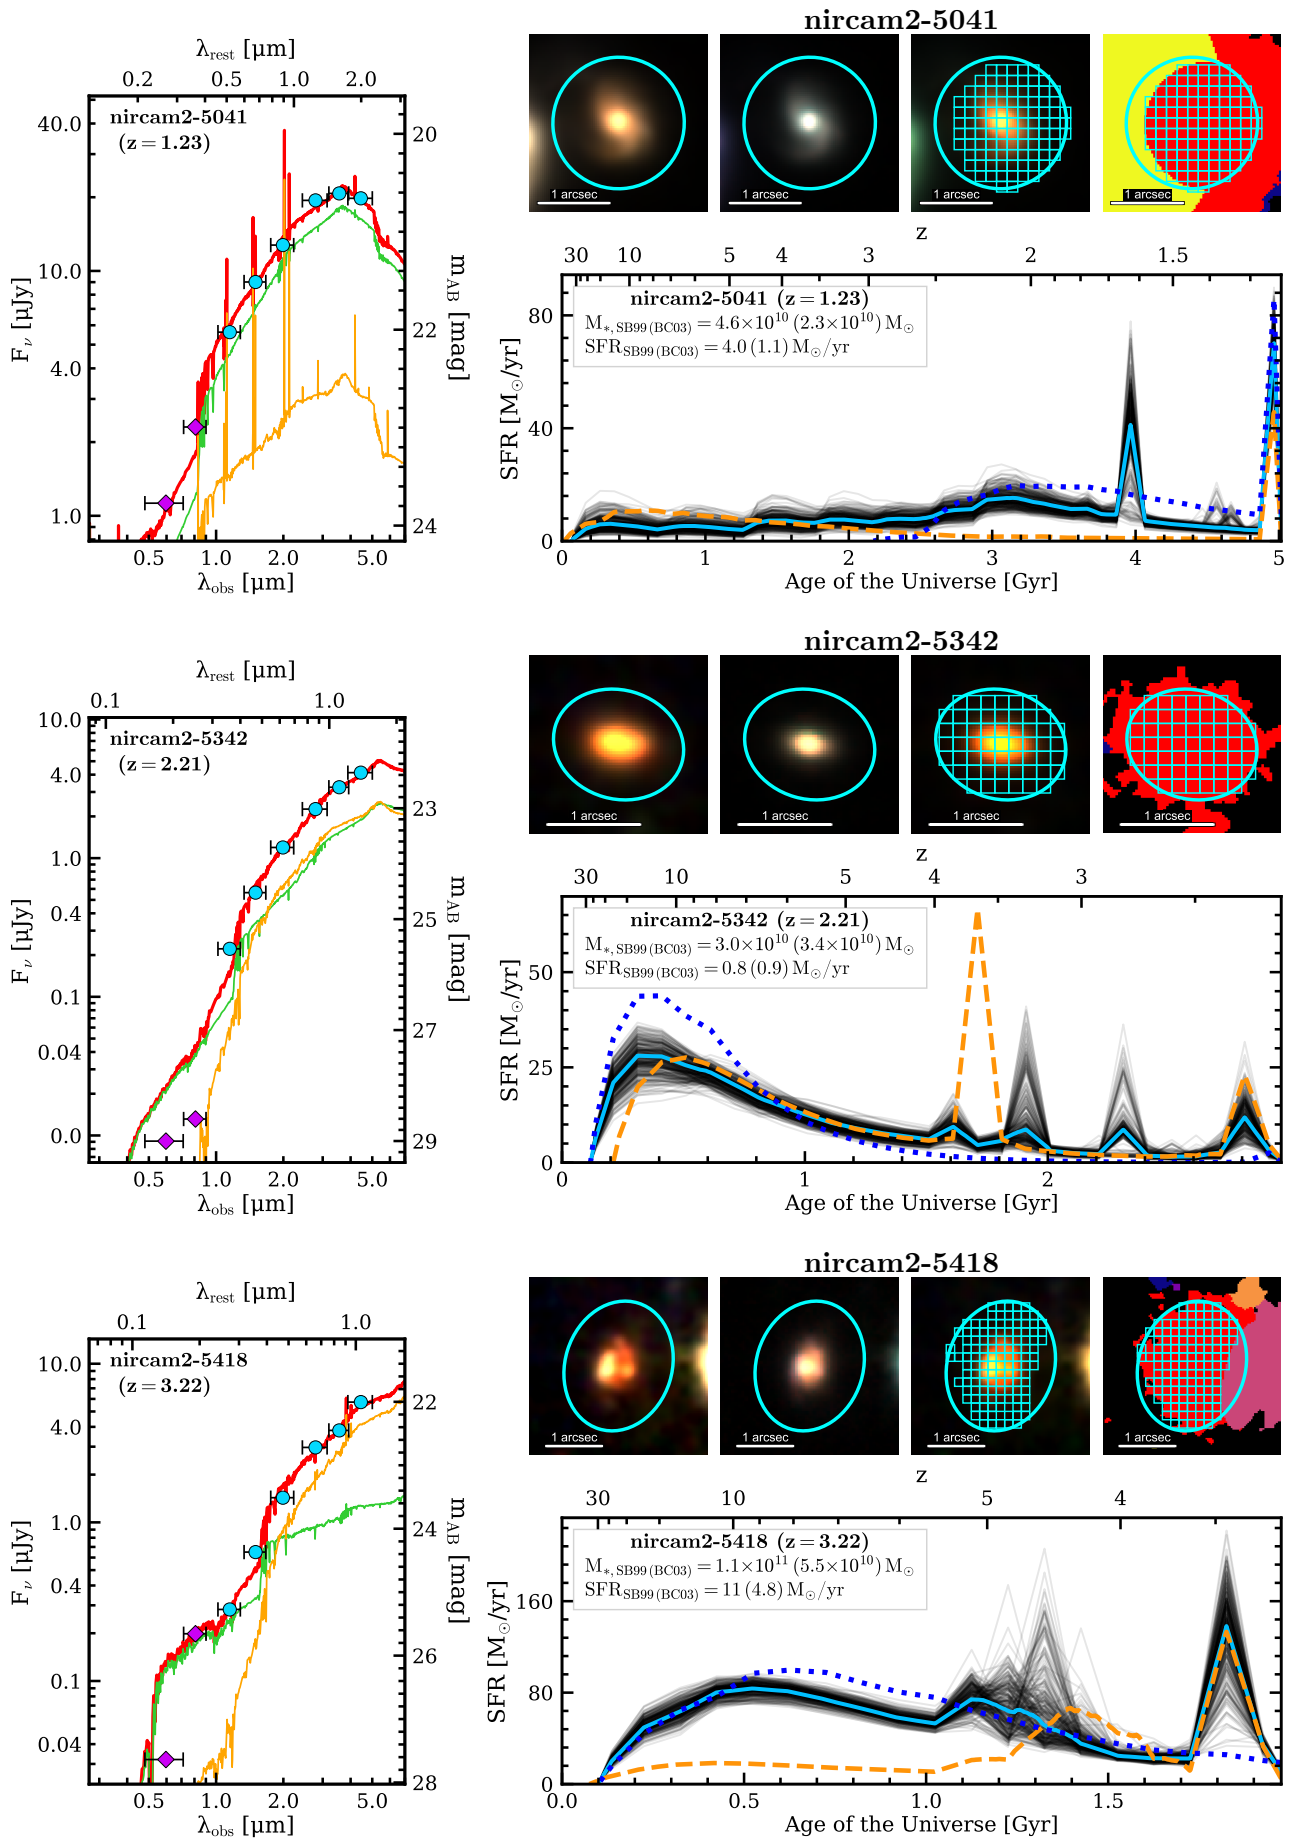 nircam2-5041
λrest [μm]
0.2 0.5 1.0 2.0
nircam2-5041
(z = 1.23)
40.0
10.0
4.0
1.0
Fν [μJy]
20
22
24
mAB [mag]
0.5 1.0 2.0 5.0
λobs [μm]
1 arcsec
1 arcsec
1 arcsec
1 arcsec
z
30 10 5 4 3 2 1.5
nircam2-5041 (z = 1.23)
M*,SB99(BC03) = 4.6×10^10 (2.3×10^10) M⊙
SFRSB99(BC03) = 4.0 (1.1) M⊙/yr
SFR [M⊙/yr]
80
40
0
0 1 2 3 4 5
Age of the Universe [Gyr]
nircam2-5342
λrest [μm]
0.1 1.0
nircam2-5342
(z = 2.21)
10.0
4.0
1.0
0.4
0.1
0.04
0.0
Fν [μJy]
23
25
27
29
mAB [mag]
0.5 1.0 2.0 5.0
λobs [μm]
1 arcsec
1 arcsec
1 arcsec
1 arcsec
z
30 10 5 4 3
nircam2-5342 (z = 2.21)
M*,SB99(BC03) = 3.0×10^10 (3.4×10^10) M⊙
SFRSB99(BC03) = 0.8 (0.9) M⊙/yr
SFR [M⊙/yr]
50
25
0
0 1 2
Age of the Universe [Gyr]
nircam2-5418
λrest [μm]
0.1 1.0
nircam2-5418
(z = 3.22)
10.0
4.0
1.0
0.4
0.1
0.04
Fν [μJy]
22
24
26
28
mAB [mag]
0.5 1.0 2.0 5.0
λobs [μm]
1 arcsec
1 arcsec
1 arcsec
1 arcsec
z
30 10 5 4
nircam2-5418 (z = 3.22)
M*,SB99(BC03) = 1.1×10^11 (5.5×10^10) M⊙
SFRSB99(BC03) = 11 (4.8) M⊙/yr
SFR [M⊙/yr]
160
80
0
0.0 0.5 1.0 1.5
Age of the Universe [Gyr]